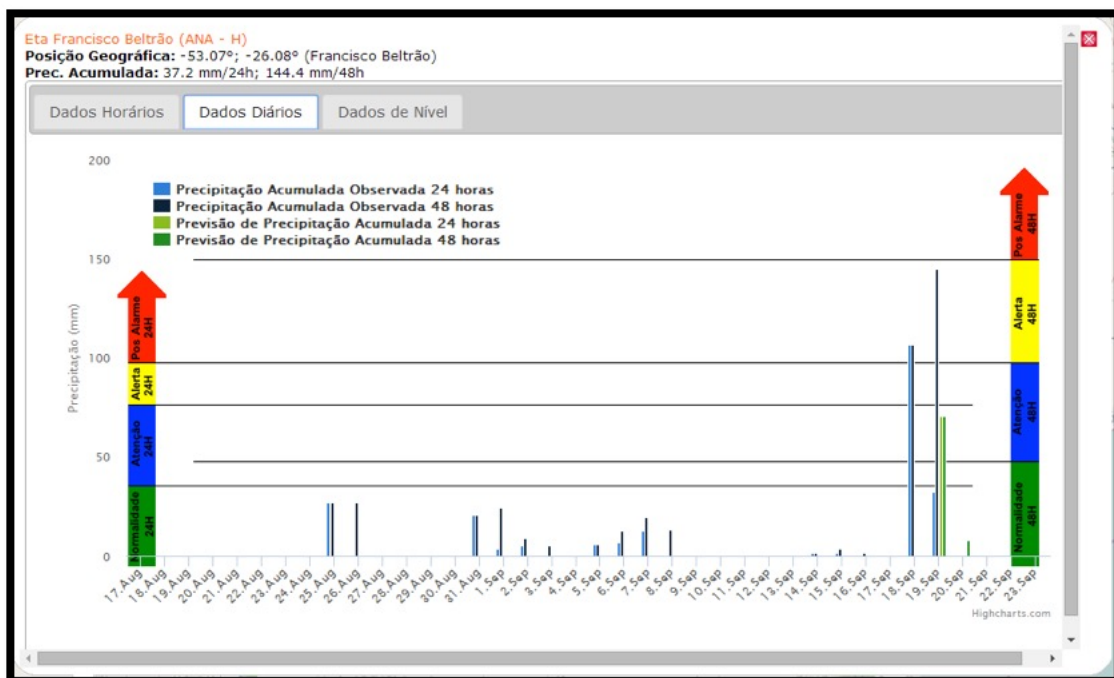 Eta Francisco Beltrão (ANA - H)
Posição Geográfica: -53.07°; -26.08° (Francisco Beltrão)
Prec. Acumulada: 37.2 mm/24h; 144.4 mm/48h
Dados Horários Dados Diários Dados de Nível
Precipitação Acumulada Observada 24 horas
Precipitação Acumulada Observada 48 horas
Previsão de Precipitação Acumulada 24 horas
Previsão de Precipitação Acumulada 48 horas
Precipitação (mm)
200
150
100
50
0
Pos Alarme
24H
Alerta
24H
Atenção
24H
Normalidade
24H
Pos Alarme
48H
Alerta
48H
Atenção
48H
Normalidade
48H
17.Aug 18.Aug 19.Aug 20.Aug 21.Aug 22.Aug 23.Aug 24.Aug 25.Aug 26.Aug 27.Aug 28.Aug 29.Aug 30.Aug 31.Aug 1.Sep 2.Sep 3.Sep 4.Sep 5.Sep 6.Sep 7.Sep 8.Sep 9.Sep 10.Sep 11.Sep 12.Sep 13.Sep 14.Sep 15.Sep 16.Sep 17.Sep 18.Sep 19.Sep 20.Sep 21.Sep 22.Sep 23.Sep
Highcharts.com